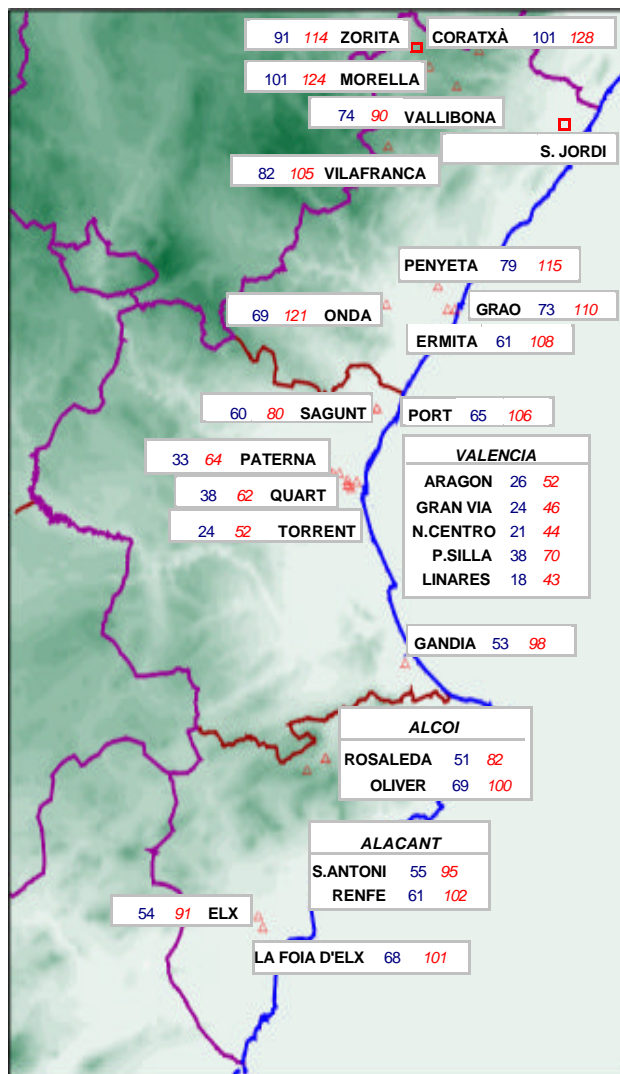 91 114 ZORITA
CORATXÀ 101 128
101 124 MORELLA
74 90 VALLIBONA
S. JORDI
82 105 VILAFRANCA
PENYETA 79 115
69 121 ONDA
GRAO 73 110
ERMITA 61 108
60 80 SAGUNT
PORT 65 106
33 64 PATERNA
38 62 QUART
24 52 TORRENT
VALENCIA
ARAGON 26 52
GRAN VIA 24 46
N.CENTRO 21 44
P.SILLA 38 70
LINARES 18 43
GANDIA 53 98
ALCOI
ROSALEDA 51 82
OLIVER 69 100
ALACANT
S.ANTONI 55 95
RENFE 61 102
54 91 ELX
LA FOIA D'ELX 68 101